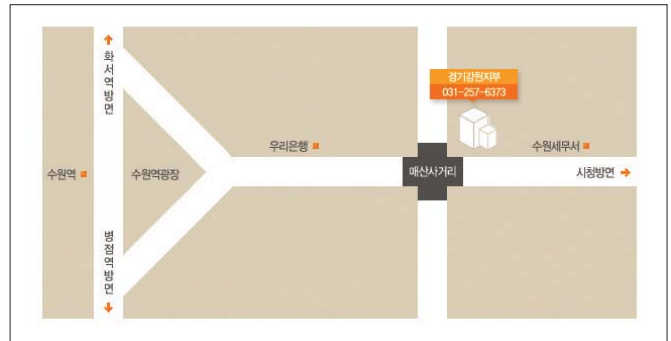 화서역방면
경기강원지부
031-257-6373
우리은행
수원세무서
수원역
수원역광장
매산사거리
시청방면
병점역방면